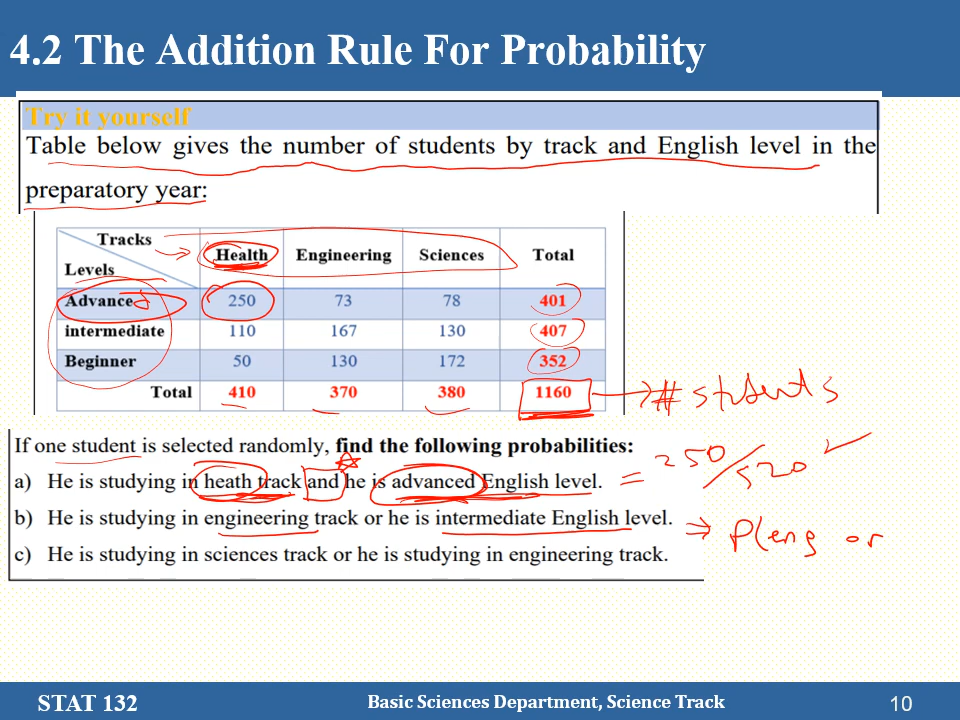 4.2 The Addition Rule For Probability
Try it yourself
Table below gives the number of students by track and English level in the
preparatory year:
Tracks
Levels
Health Engineering Sciences Total
Advance 250 73 78 401
intermediate 110 167 130 407
Beginner 50 130 172 352
Total 410 370 380 1160
# students
If one student is selected randomly, find the following probabilities:
a) He is studying in heath track and he is advanced English level. = 250/520
b) He is studying in engineering track or he is intermediate English level. ⇒ P(eng or
c) He is studying in sciences track or he is studying in engineering track.
STAT 132
Basic Sciences Department, Science Track
10